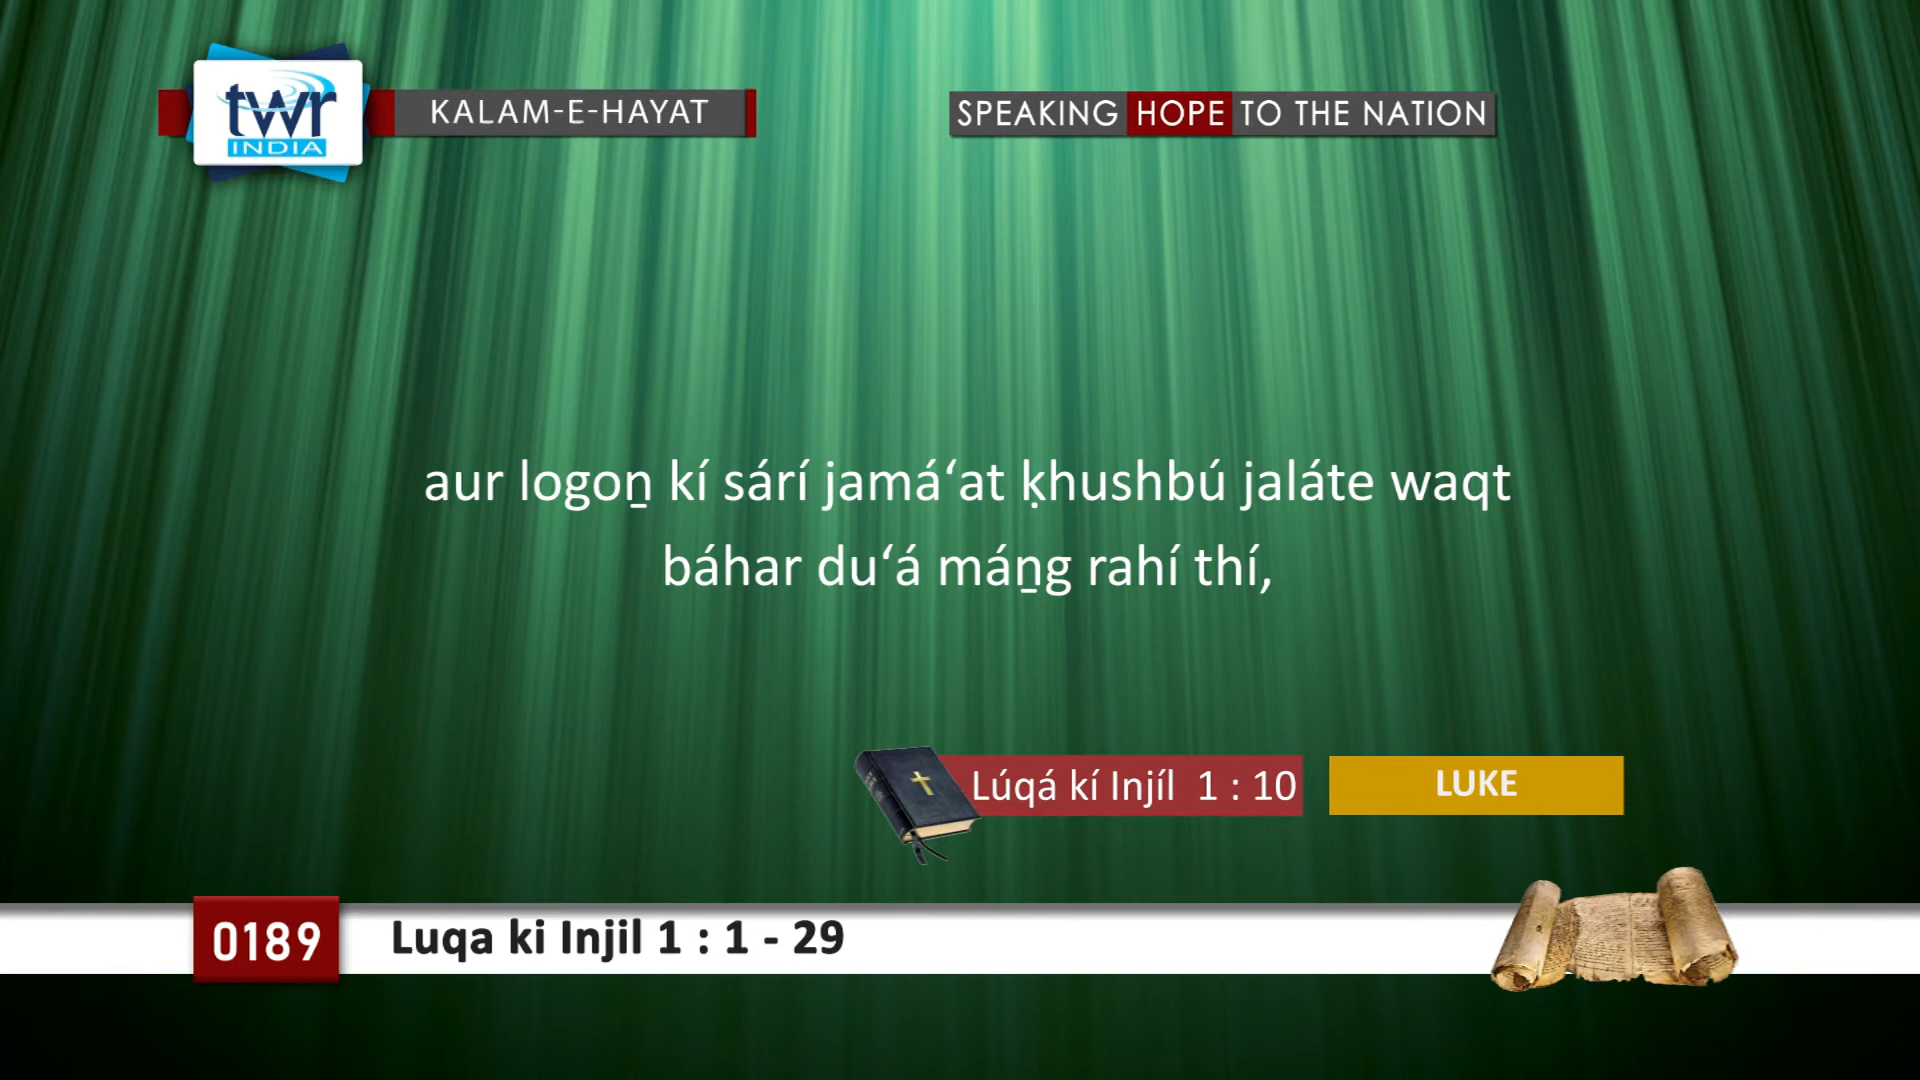 twr
INDIA
KALAM-E-HAYAT
SPEAKING HOPE TO THE NATION
aur logoṉ kí sárí jamá‘at ḳhushbú jaláte waqt
báhar du‘á máṉg rahí thí,
Lúqá kí Injíl 1 : 10
LUKE
0189
Luqa ki Injil 1 : 1 - 29